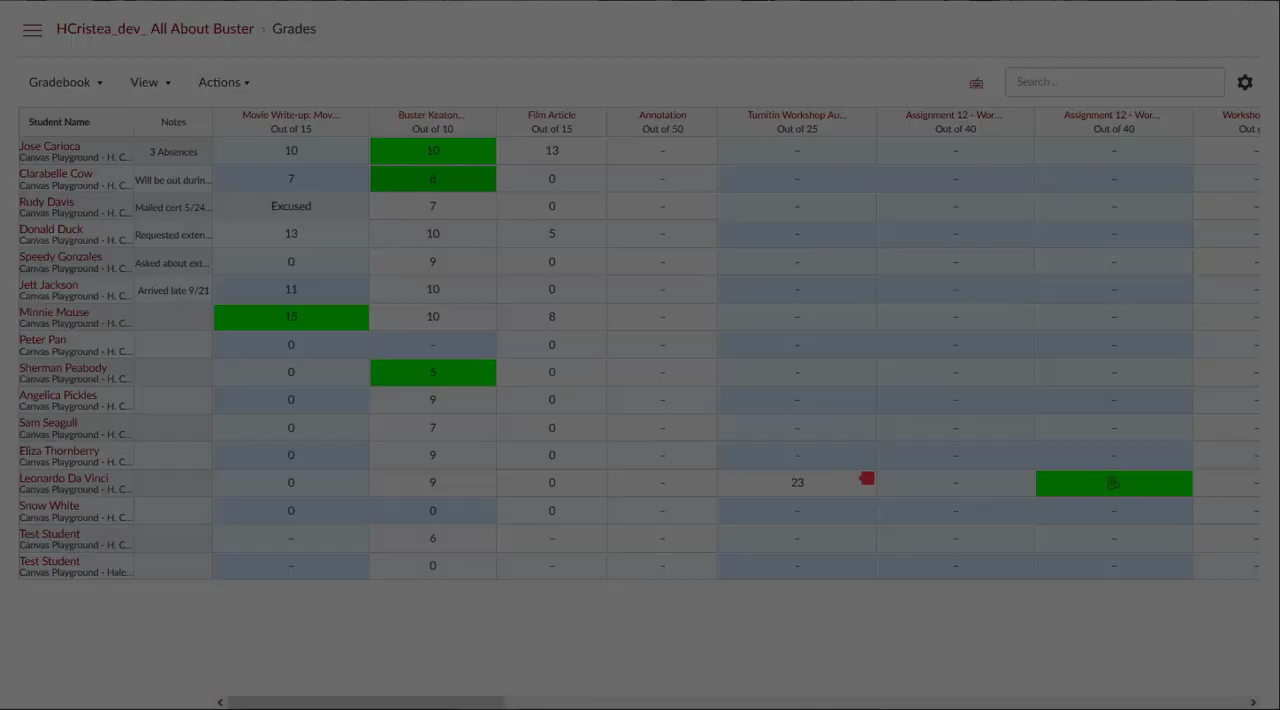 HCristea_dev_ All About Buster › Grades
Gradebook View Actions Search...
Student Name Notes Movie Write-up: Mov... Out of 15 Buster Keaton... Out of 10 Film Article Out of 15 Annotation Out of 50 Turnitin Workshop Au... Out of 25 Assignment 12 - Wor... Out of 40 Assignment 12 - Wor... Out of 40 Worksho
Jose Carioca 3 Absences 10 10 13 – – – – –
Canvas Playground - H. C...
Clarabelle Cow Will be out durin... 7 8 0 – – – – –
Canvas Playground - H. C...
Rudy Davis Mailed cert 5/24... Excused 7 0 – – – – –
Canvas Playground - H. C...
Donald Duck Requested exten... 13 10 5 – – – – –
Canvas Playground - H. C...
Speedy Gonzales Asked about ext... 0 9 0 – – – – –
Canvas Playground - H. C...
Jett Jackson Arrived late 9/21 11 10 0 – – – – –
Canvas Playground - H. C...
Minnie Mouse 15 10 8 – – – – –
Canvas Playground - H. C...
Peter Pan 0 – 0 – – – – –
Canvas Playground - H. C...
Sherman Peabody 0 5 0 – – – – –
Canvas Playground - H. C...
Angelica Pickles 0 9 0 – – – – –
Canvas Playground - H. C...
Sam Seagull 0 7 0 – – – – –
Canvas Playground - H. C...
Eliza Thornberry 0 9 0 – – – – –
Canvas Playground - H. C...
Leonardo Da Vinci 0 9 0 – 23 – –
Canvas Playground - H. C...
Snow White 0 0 0 – – – – –
Canvas Playground - H. C...
Test Student – 6 – – – – – –
Canvas Playground - H. C...
Test Student – 0 – – – – – –
Canvas Playground - Hale...